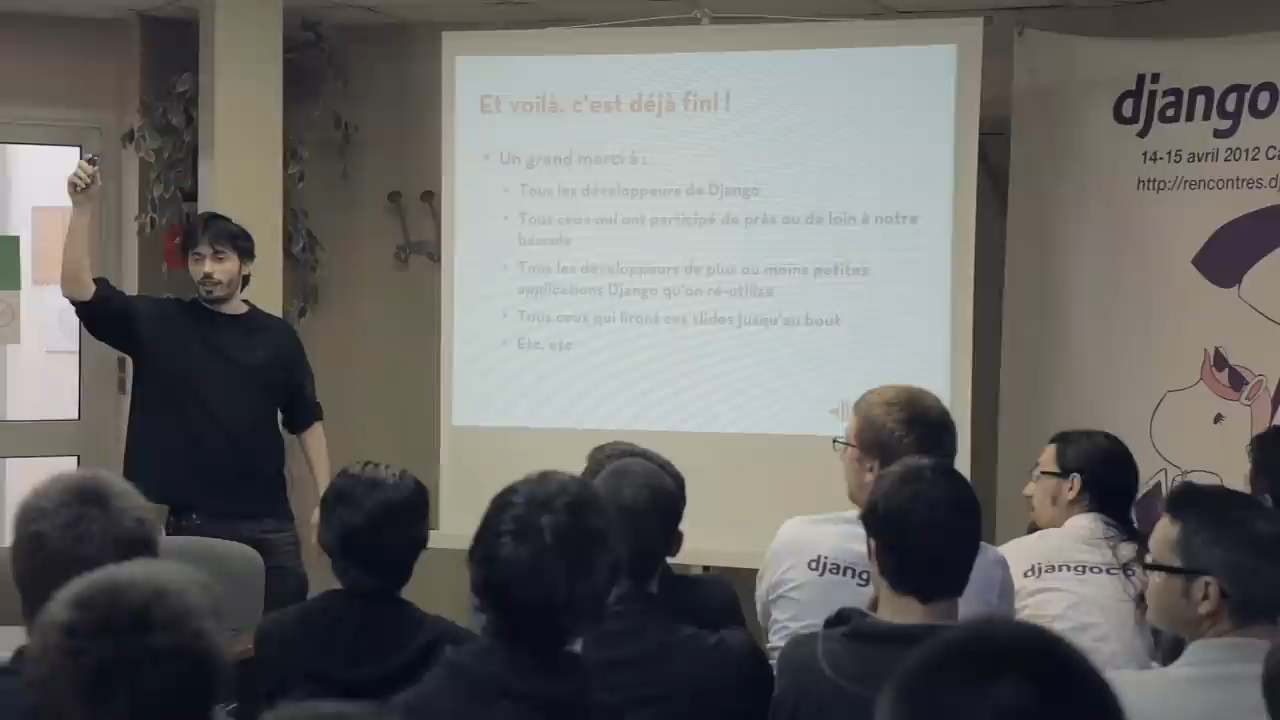 Et voilà, c'est déjà fini !
Un grand merci à :
Tous les développeurs de Django
Tous ceux qui ont participé de près ou de loin à notre
bascule
Tous les développeurs de plus ou moins petites
applications Django qu'on ré-utilise
Tous ceux qui liront ces slides jusqu'au bout
Etc, etc
django
14-15 avril 2012 Ca
http://rencontres.d
djang
djangoco